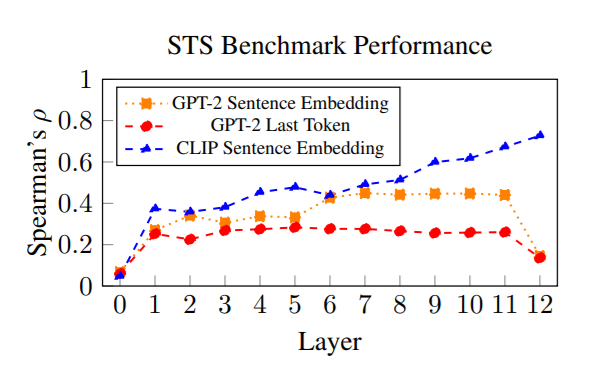 STS Benchmark Performance
Spearman's ρ
1
0.8
0.6
0.4
0.2
0
GPT-2 Sentence Embedding
GPT-2 Last Token
CLIP Sentence Embedding
0 1 2 3 4 5 6 7 8 9 10 11 12
Layer